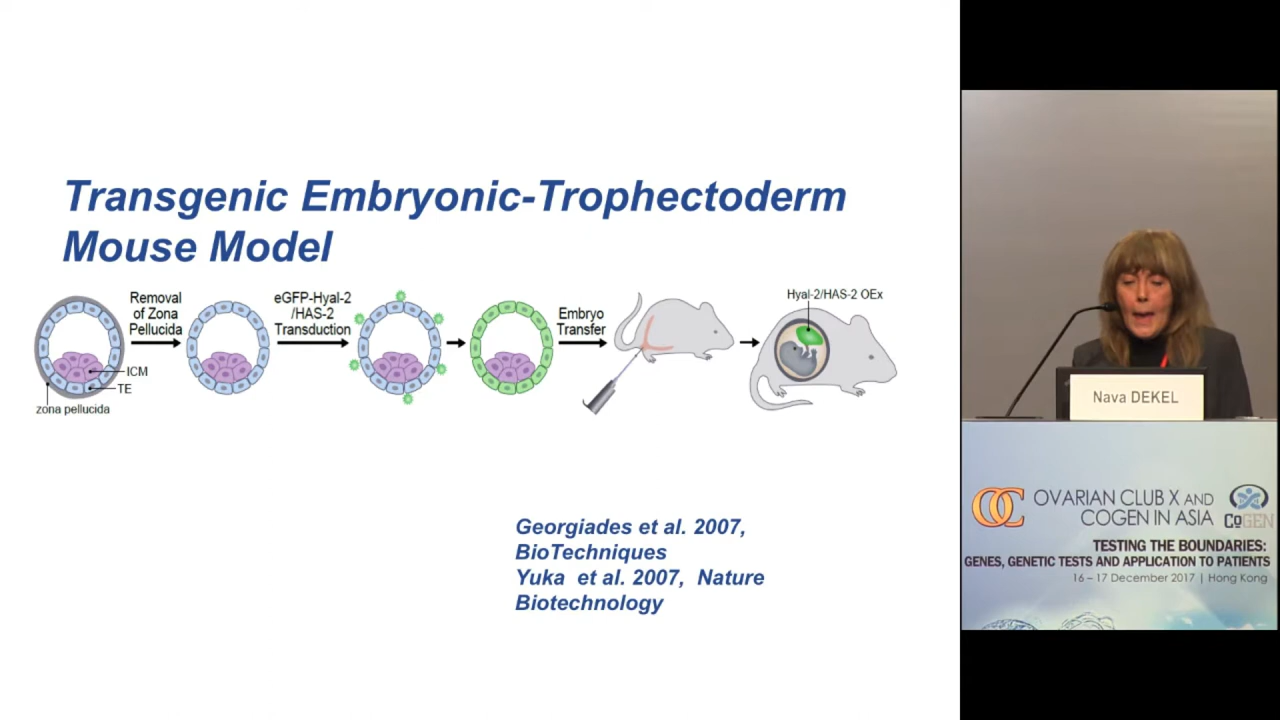 Transgenic Embryonic-Trophectoderm
Mouse Model
Removal
of Zona
Pellucida
eGFP-Hyal-2
/HAS-2
Transduction
Embryo
Transfer
Hyal-2/HAS-2 OEx
ICM
TE
zona pellucida
Georgiades et al. 2007,
BioTechniques
Yuka et al. 2007, Nature
Biotechnology
Nava DEKEL
OC
OVARIAN CLUB X AND
COGEN IN ASIA
CoGEN
TESTING THE BOUNDARIES:
GENES, GENETIC TESTS AND APPLICATION TO PATIENTS
16 – 17 December 2017 | Hong Kong